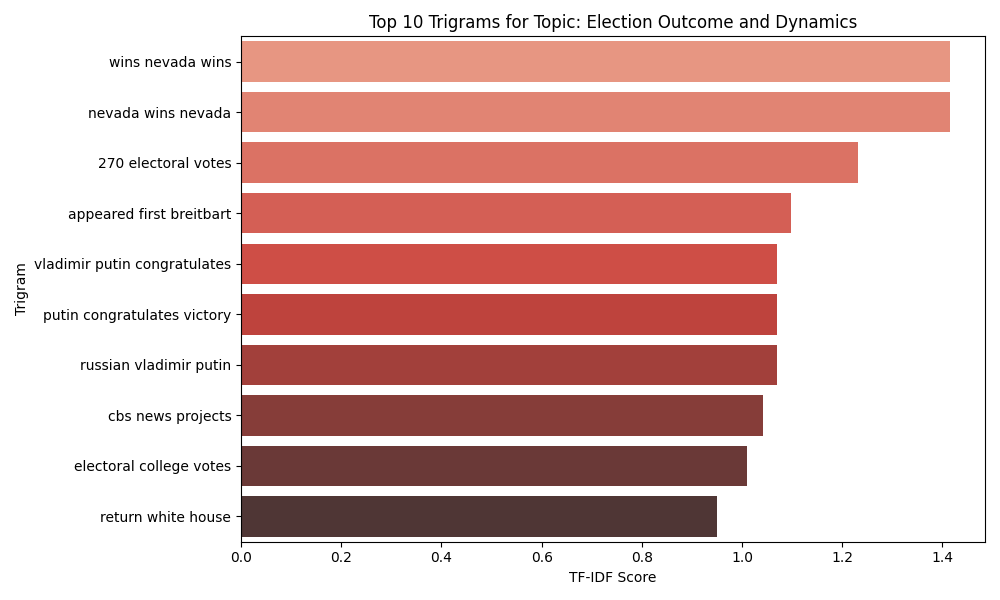 Top 10 Trigrams for Topic: Election Outcome and Dynamics
Trigram
wins nevada wins
nevada wins nevada
270 electoral votes
appeared first breitbart
vladimir putin congratulates
putin congratulates victory
russian vladimir putin
cbs news projects
electoral college votes
return white house
0.0 0.2 0.4 0.6 0.8 1.0 1.2 1.4
TF-IDF Score